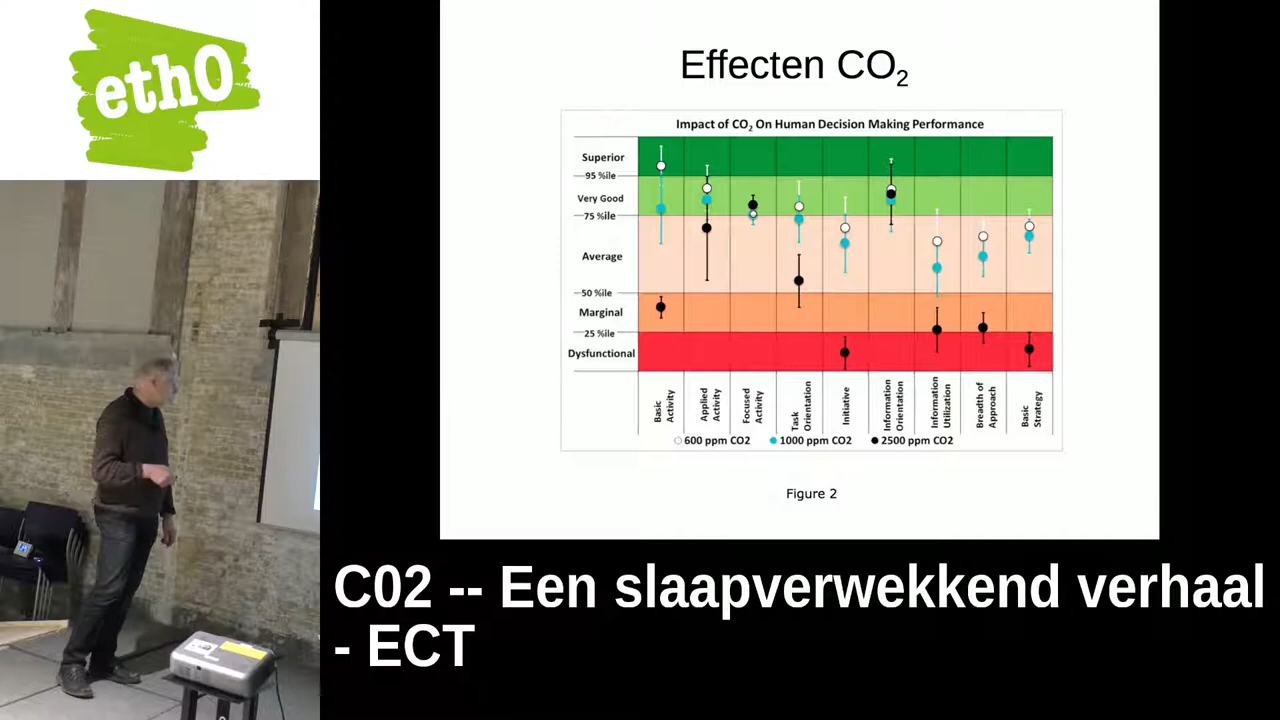 ethO
Effecten CO₂
Impact of CO₂ On Human Decision Making Performance
Superior
95 %ile
Very Good
75 %ile
Average
50 %ile
Marginal
25 %ile
Dysfunctional
Basic Activity
Applied Activity
Focused Activity
Task Orientation
Initiative
Information Orientation
Information Utilization
Breadth of Approach
Basic Strategy
600 ppm CO2
1000 ppm CO2
2500 ppm CO2
Figure 2
C02 -- Een slaapverwekkend verhaal
- ECT